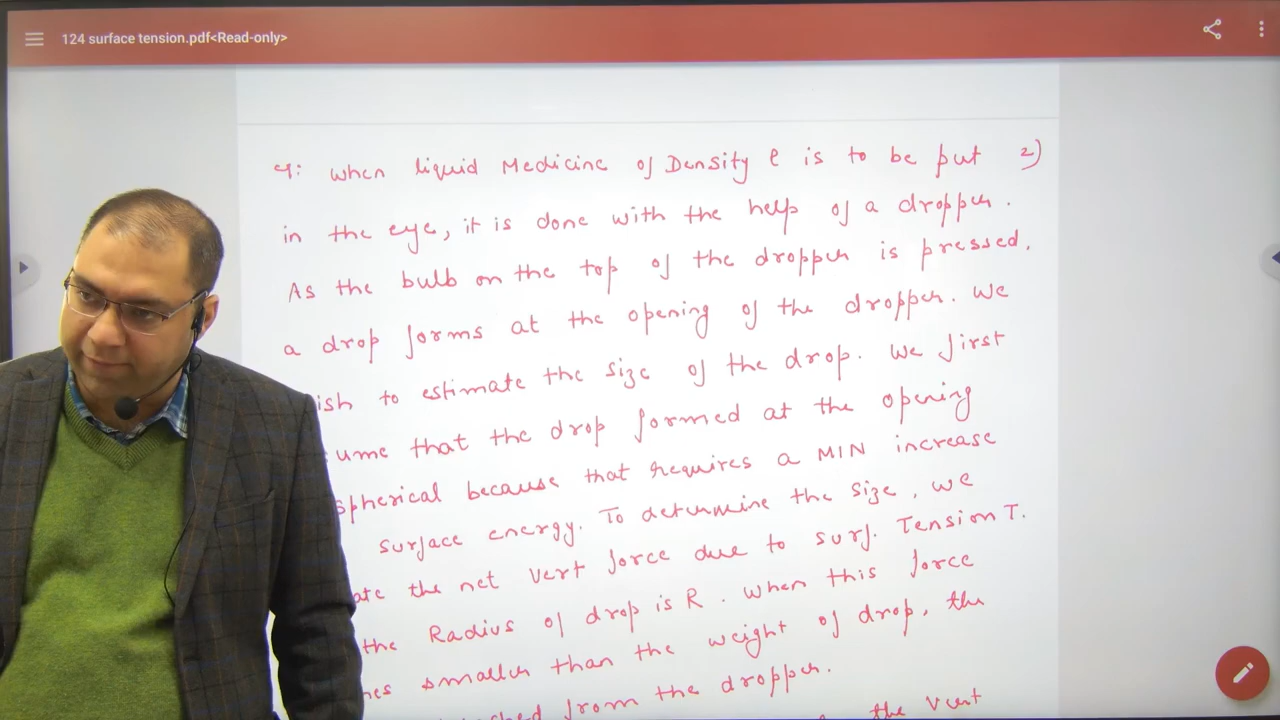 124 surface tension.pdf<Read-only>
Q: When liquid Medicine of Density ρ is to be put 2)
in the eye, it is done with the help of a dropper.
As the bulb on the top of the dropper is pressed.
a drop forms at the opening of the dropper. We
ish to estimate the size of the drop. We first
ume that the drop formed at the opening
spherical because that requires a MIN increase
surface energy. To determine the size, we
ate the net vert force due to surf. Tension T.
the Radius of drop is R. When this force
mes smaller than the weight of drop, the
ched from the dropper.
the vert